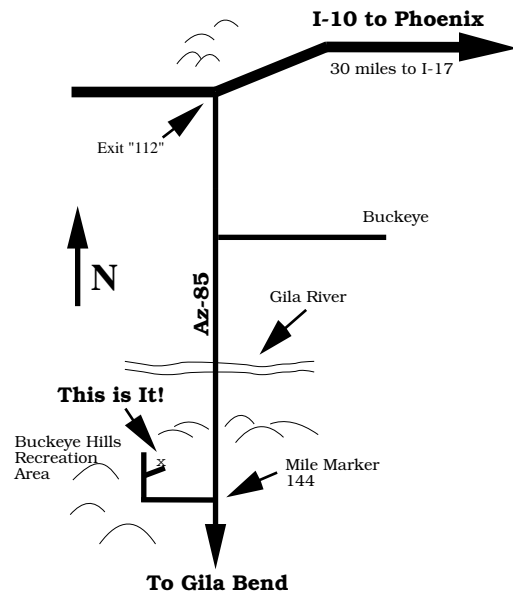 I-10 to Phoenix
30 miles to I-17
Exit "112"
Buckeye
N
Az-85
Gila River
This is It!
Buckeye Hills
Recreation
Area
x
Mile Marker
144
To Gila Bend